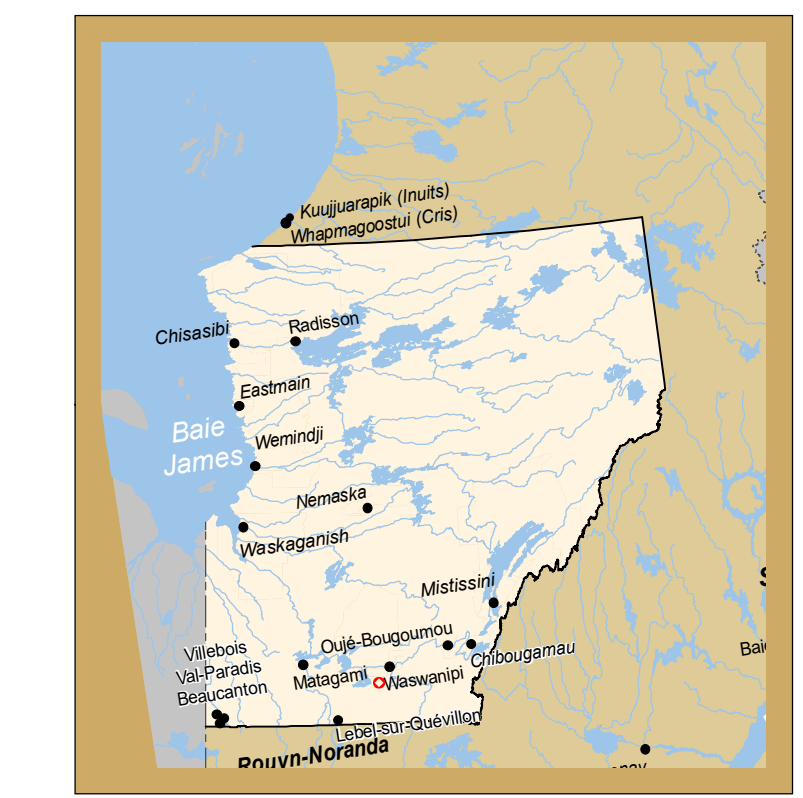 Kuujjuarapik (Inuits)
Whapmagoostui (Cris)
Chisasibi
Radisson
Eastmain
Baie
James
Wemindji
Nemaska
Waskaganish
Mistissini
Villebois
Val-Paradis
Beaucanton
Oujé-Bougoumou
Chibougamau
Matagami
Waswanipi
Lebel-sur-Quévillon
Rouyn-Noranda